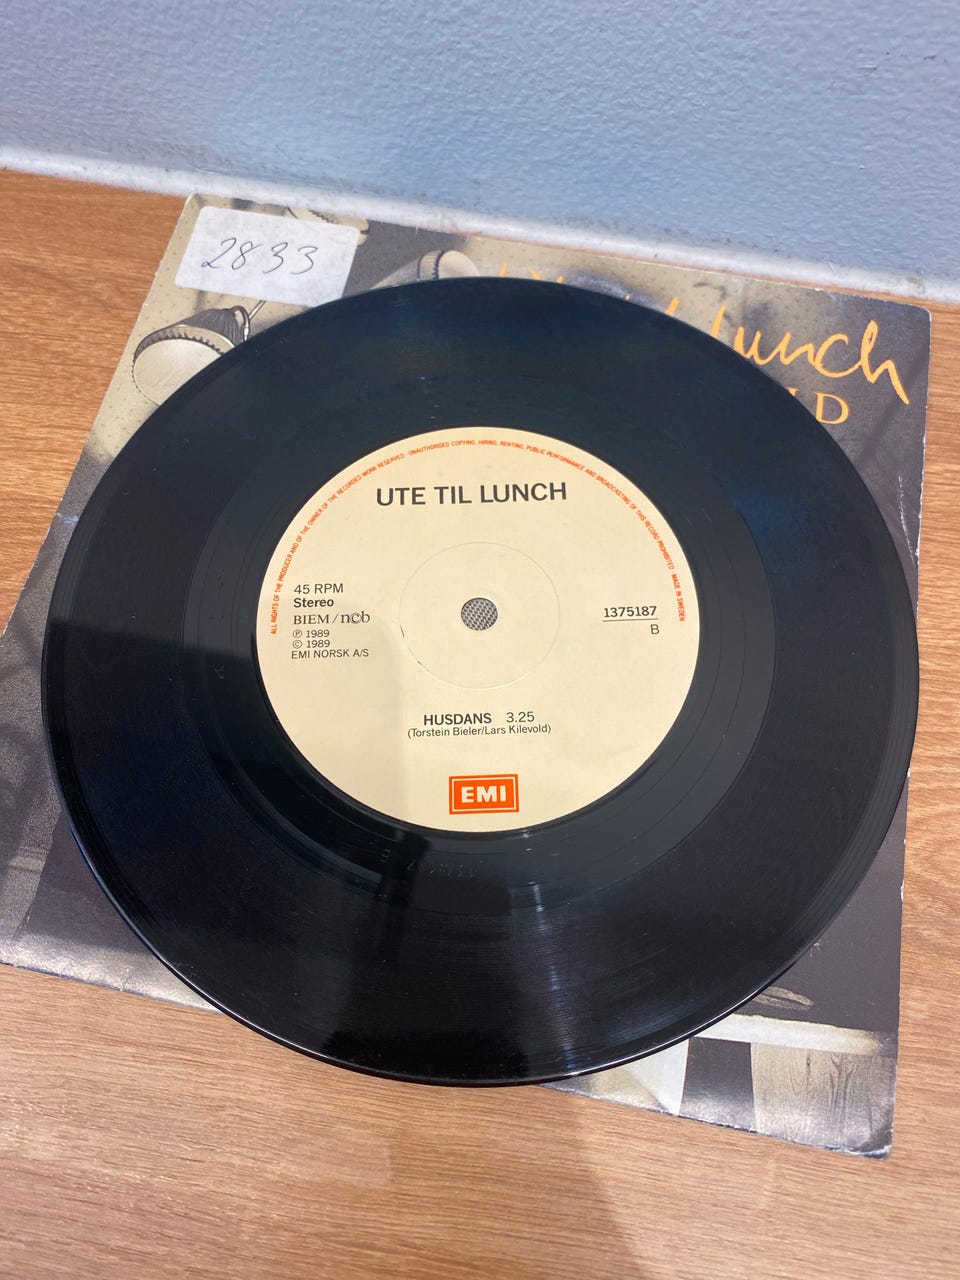 2833
lunch
ALL RIGHTS OF THE PRODUCER AND OF THE OWNER OF THE RECORDED WORK RESERVED · UNAUTHORISED COPYING, HIRING, RENTING, PUBLIC PERFORMANCE AND BROADCASTING OF THIS RECORD PROHIBITED · MADE IN SWEDEN
UTE TIL LUNCH
45 RPM
Stereo
BIEM/ncb
℗ 1989
© 1989
EMI NORSK A/S
1375187
B
HUSDANS 3.25
(Torstein Bieler/Lars Kilevold)
EMI